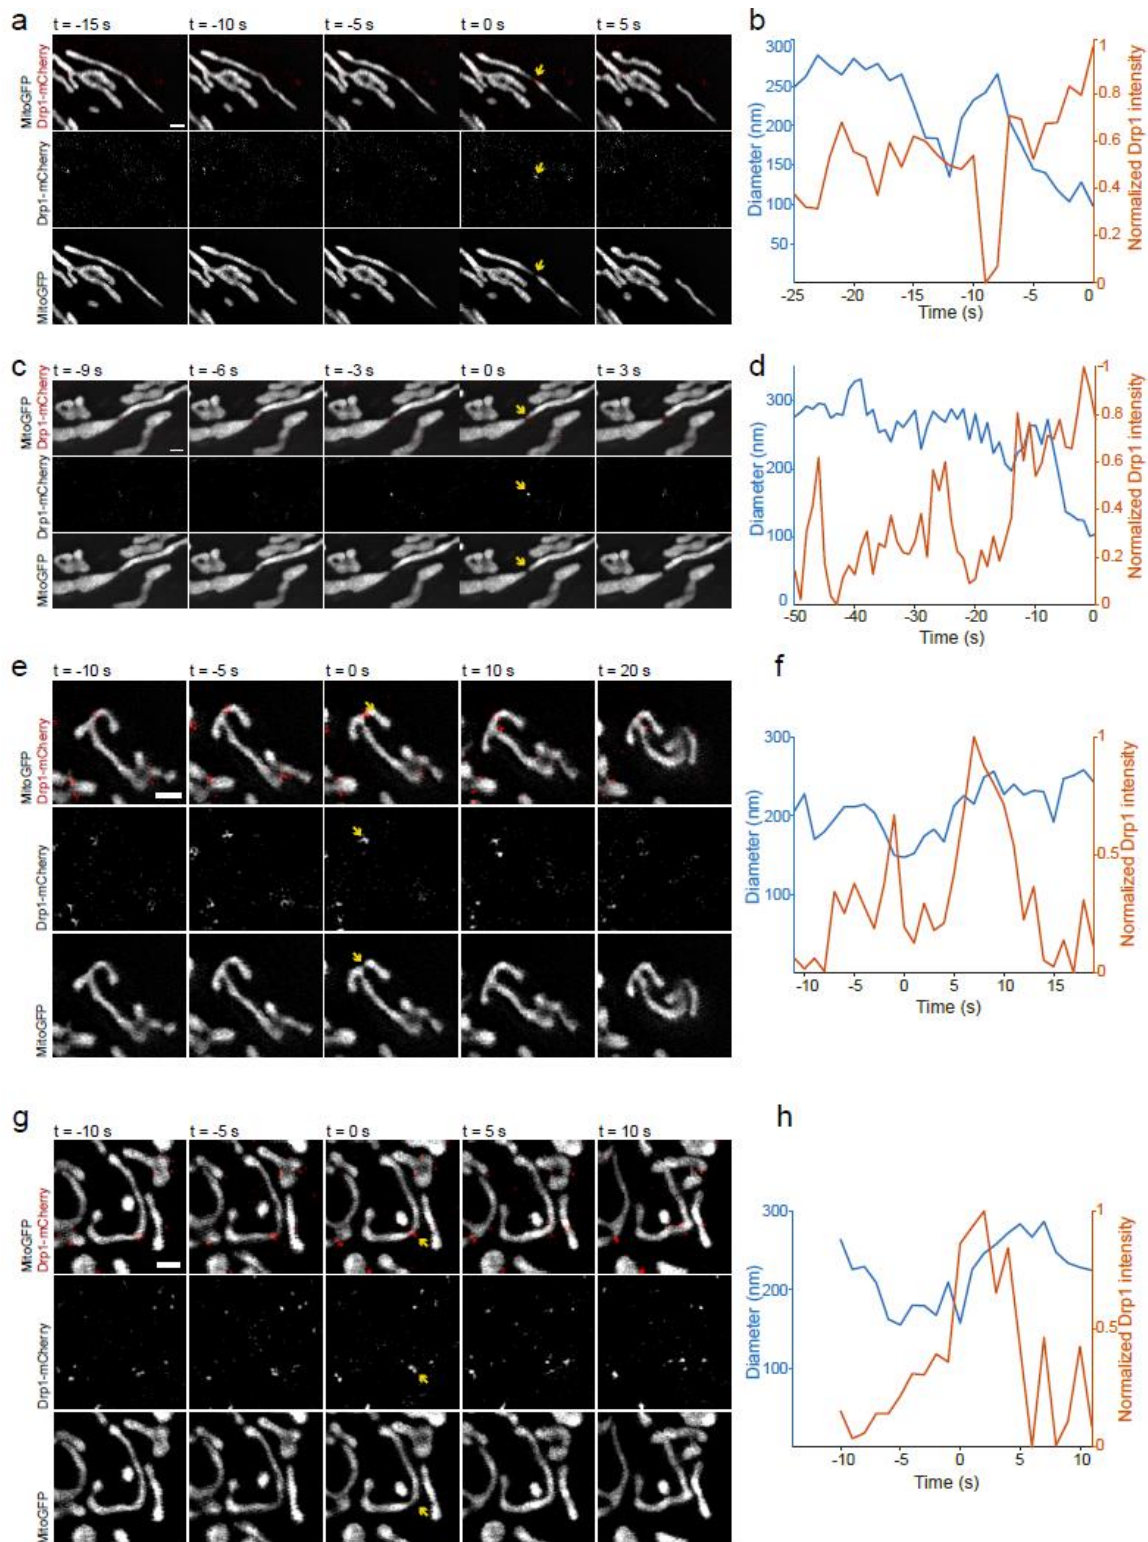 a
t = -15 s t = -10 s t = -5 s t = 0 s t = 5 s
MitoGFP
Drp1-mCherry
Drp1-mCherry
MitoGFP
b
Diameter (nm)
300
250
200
150
100
50
1
0.8
0.6
0.4
0.2
0
Normalized Drp1 intensity
-25 -20 -15 -10 -5 0
Time (s)
c
t = -9 s t = -6 s t = -3 s t = 0 s t = 3 s
MitoGFP
Drp1-mCherry
Drp1-mCherry
MitoGFP
d
Diameter (nm)
300
200
100
0
1
0.8
0.6
0.4
0.2
0
Normalized Drp1 intensity
-50 -40 -30 -20 -10 0
Time (s)
e
t = -10 s t = -5 s t = 0 s t = 10 s t = 20 s
MitoGFP
Drp1-mCherry
Drp1-mCherry
MitoGFP
f
Diameter (nm)
300
200
100
1
0.5
0
Normalized Drp1 intensity
-10 -5 0 5 10 15
Time (s)
g
t = -10 s t = -5 s t = 0 s t = 5 s t = 10 s
MitoGFP
Drp1-mCherry
Drp1-mCherry
MitoGFP
h
Diameter (nm)
300
200
100
1
0.5
0
Normalized Drp1 intensity
-10 -5 0 5 10
Time (s)